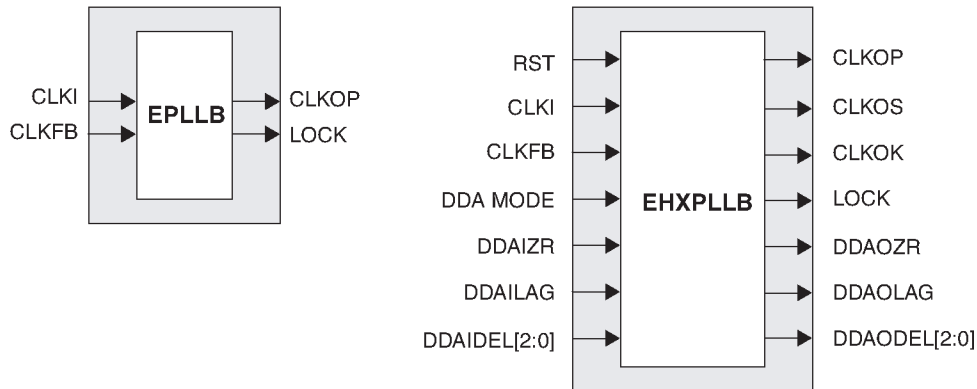 CLKI
CLKFB
EPLLB
CLKOP
LOCK
RST
CLKI
CLKFB
DDA MODE
DDAIZR
DDAILAG
DDAIDEL[2:0]
EHXPLLB
CLKOP
CLKOS
CLKOK
LOCK
DDAOZR
DDAOLAG
DDAODEL[2:0]